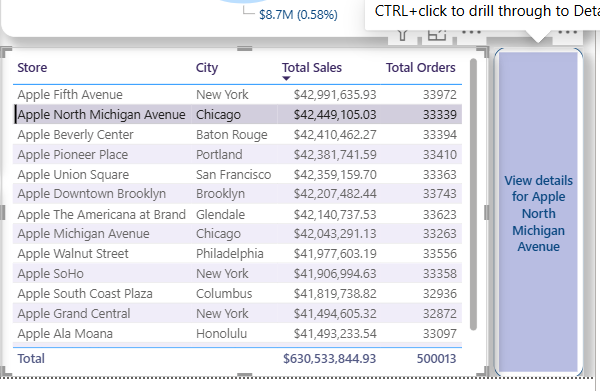 $8.7M (0.58%)
CTRL+click to drill through to Deta
Store City Total Sales Total Orders
Apple Fifth Avenue New York $42,991,635.93 33972
Apple North Michigan Avenue Chicago $42,449,105.03 33339
Apple Beverly Center Baton Rouge $42,410,462.27 33394
Apple Pioneer Place Portland $42,381,741.59 33410
Apple Union Square San Francisco $42,359,159.70 33363
Apple Downtown Brooklyn Brooklyn $42,207,482.44 33743
Apple The Americana at Brand Glendale $42,140,737.53 33623
Apple Michigan Avenue Chicago $42,043,291.13 33263
Apple Walnut Street Philadelphia $41,977,603.19 33556
Apple SoHo New York $41,906,994.63 33358
Apple South Coast Plaza Columbus $41,819,738.82 32936
Apple Grand Central New York $41,494,605.32 32872
Apple Ala Moana Honolulu $41,493,233.54 33097
Total $630,533,844.93 500013
View details
for Apple
North
Michigan
Avenue